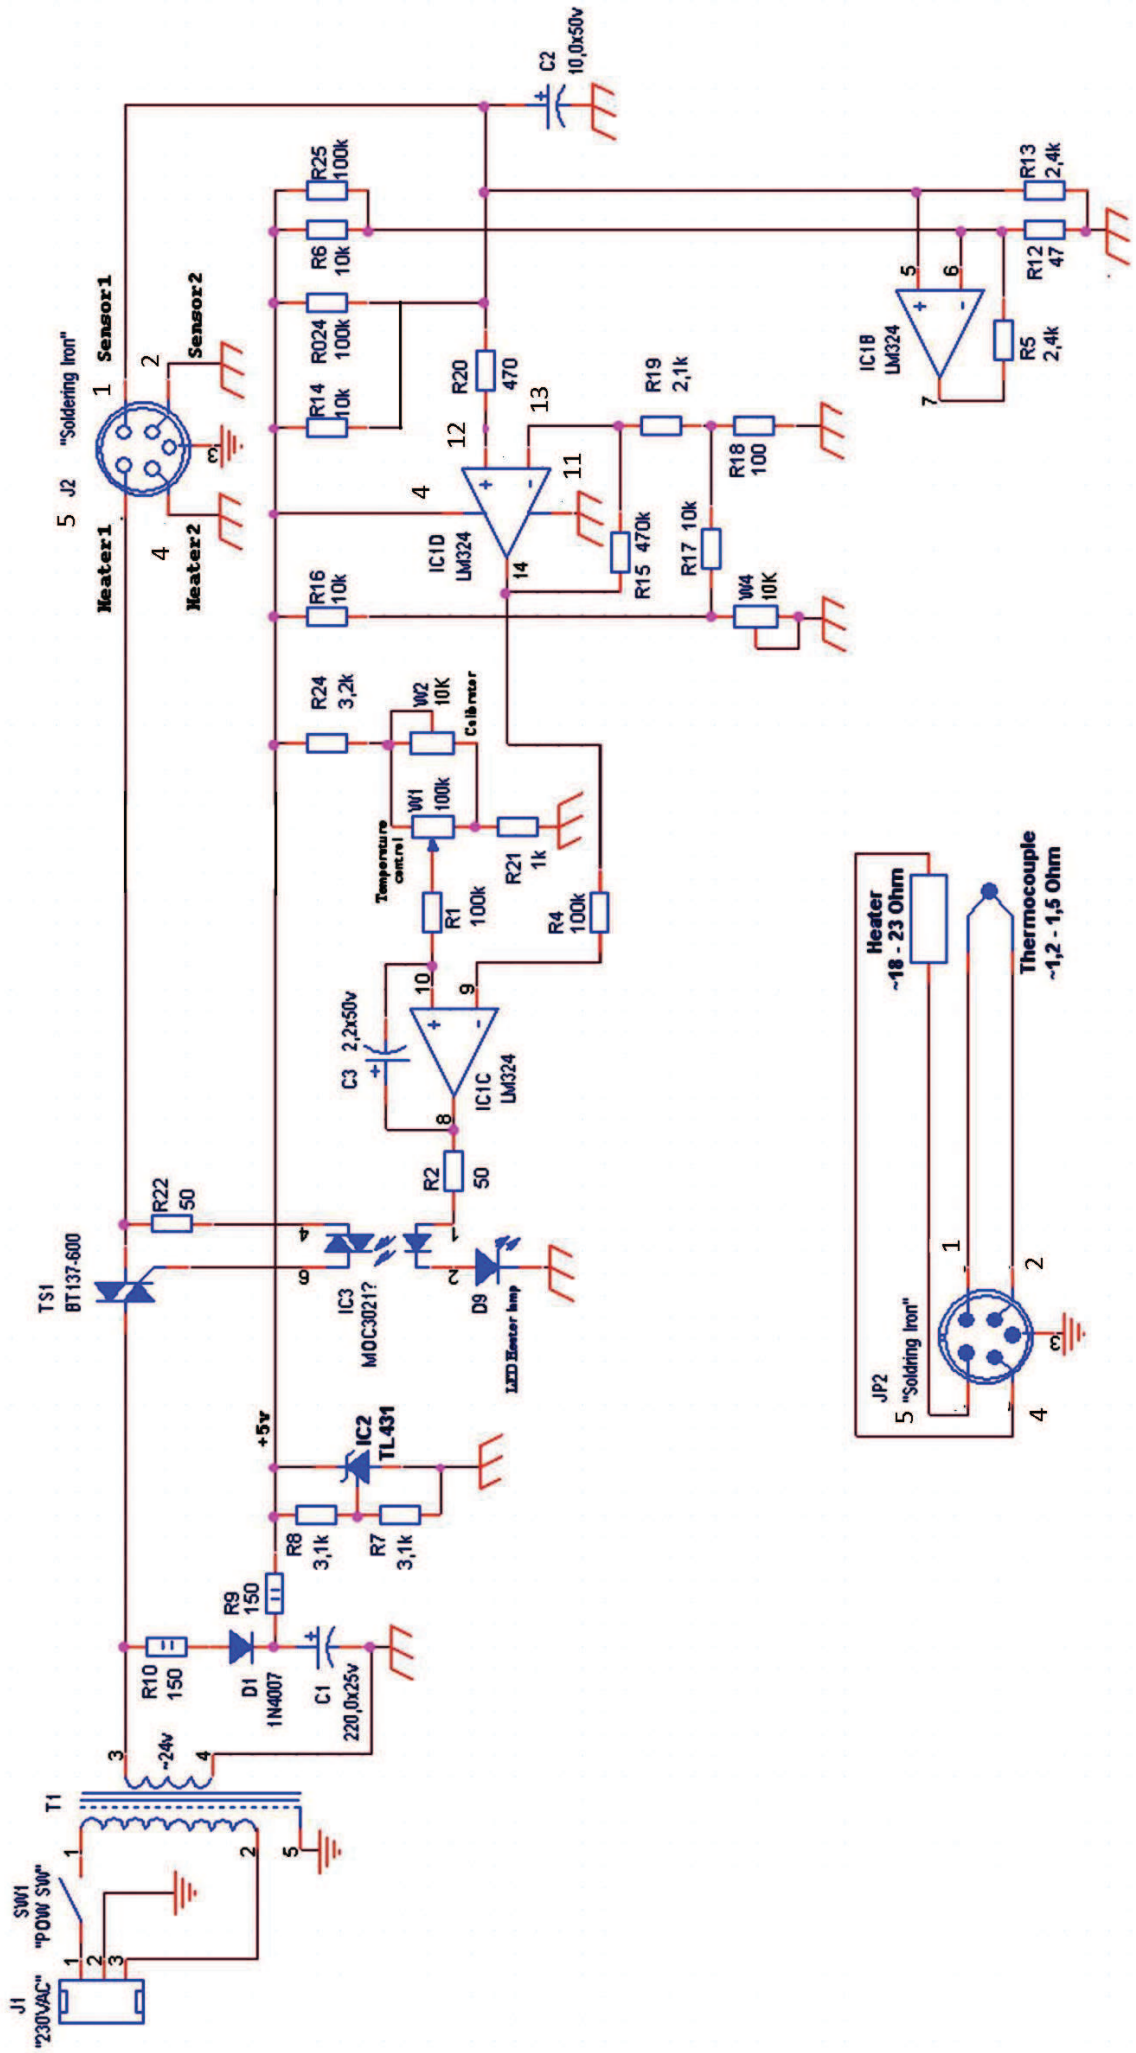 J1
"230VAC"
1
2
3
SW1
"POW SW"
T1
1
2
5
3
4
~24v
R10
150
D1
1N4007
C1
220,0x25v
R9
150
+5v
R8
3,1k
R7
3,1k
IC2
TL431
TS1
BT137-600
R22
50
6
4
IC3
MOC3021?
1
2
D9
LED Heater lamp
R2
50
8
C3 2,2x50v
IC1C
LM324
10
9
R1
100k
R4
100k
Temperature
control
W1
100k
W2
10K
Calibrator
R21
1k
R24
3,2k
R16
10k
Heater1
5 J2
"Soldering Iron"
1 Sensor1
4
Heater2
3
2
Sensor2
R14
10k
R024
100k
R6
10k
R25
100k
4
IC1D
LM324
14
12
13
11
R20
470
R15 470k
R19
2,1k
R17 10k
R18
100
W4
10K
C2
10,0x50v
IC1B
LM324
5
6
7
R5
2,4k
R12
47
R13
2,4k
JP2
"Soldring Iron"
5
4
1
2
3
Heater
~18 - 23 Ohm
Thermocouple
~1,2 - 1,5 Ohm